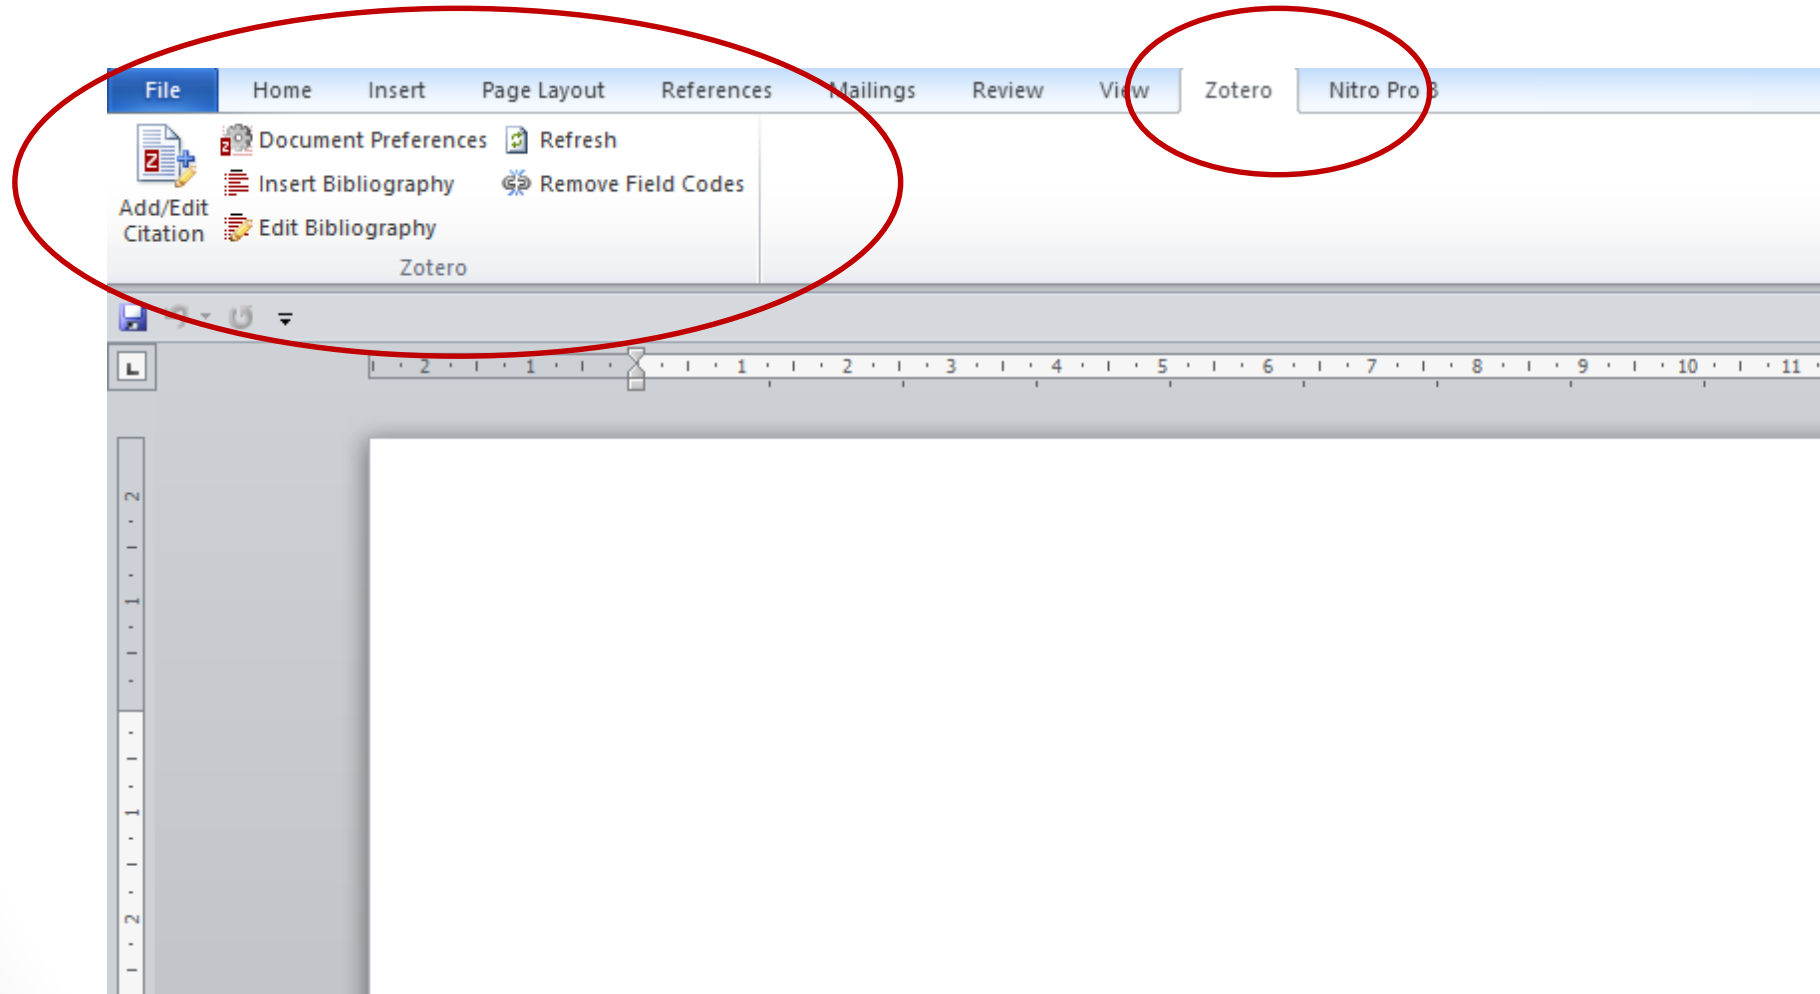 File Home Insert Page Layout References Mailings Review View Zotero Nitro Pro 8
Document Preferences Refresh
Insert Bibliography Remove Field Codes
Add/Edit
Citation
Edit Bibliography
Zotero
L
2 1 1 2 3 4 5 6 7 8 9 10 11
2
1
1
2